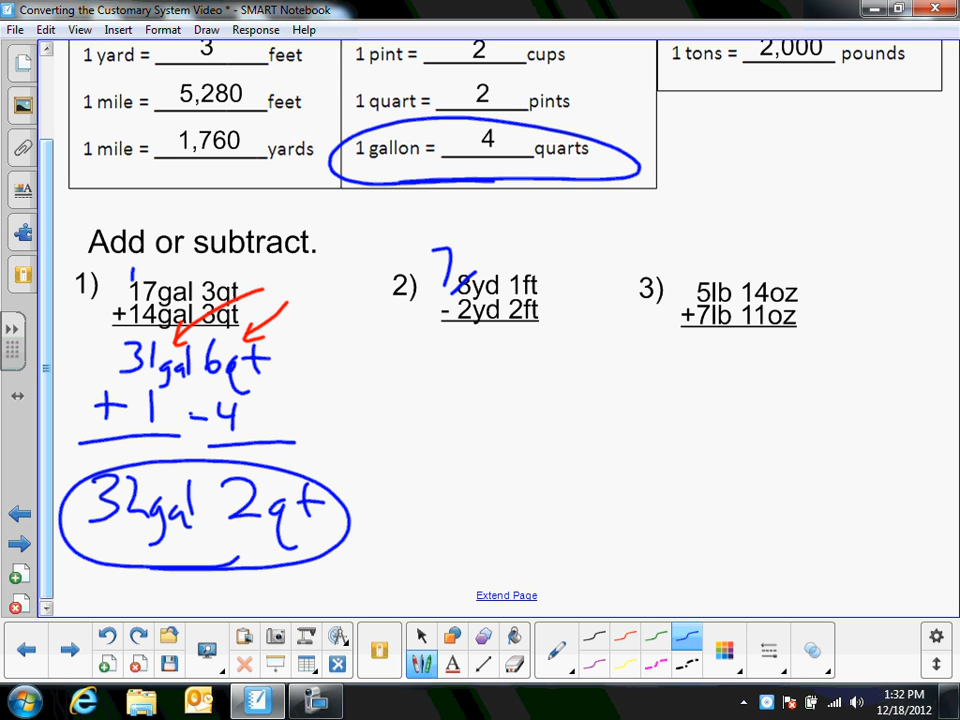 Converting the Customary System Video * - SMART Notebook
File Edit View Insert Format Draw Response Help
1 yard = 3 feet
1 mile = 5,280 feet
1 mile = 1,760 yards
1 pint = 2 cups
1 quart = 2 pints
1 gallon = 4 quarts
1 tons = 2,000 pounds
Add or subtract.
1) 1
17gal 3qt
+14gal 3qt
31gal 6qt
+ 1 - 4
32gal 2qt
2) 7
8yd 1ft
- 2yd 2ft
3) 5lb 14oz
+7lb 11oz
Extend Page
1:32 PM
12/18/2012